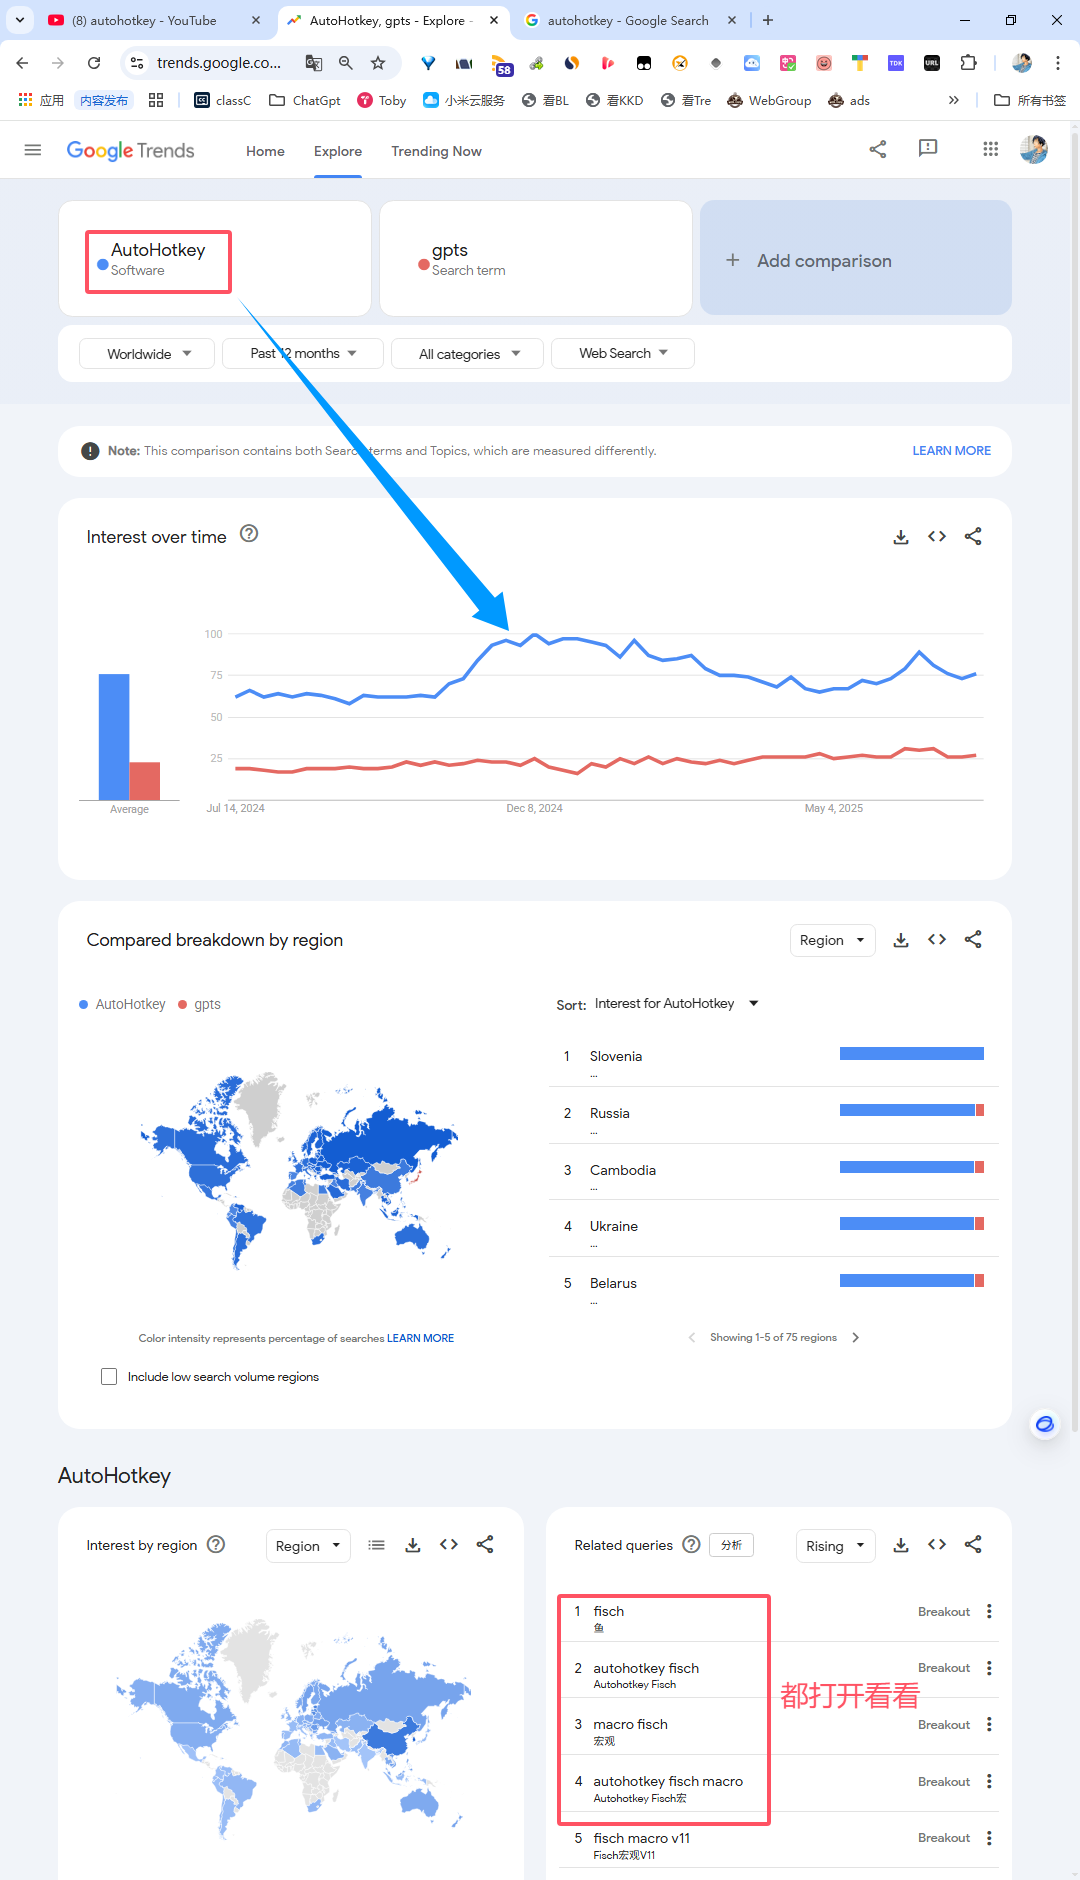 (8) autohotkey - YouTube
AutoHotkey, gpts - Explore -
autohotkey - Google Search
trends.google.co...
58
TDK
URL
应用
内容发布
classC
ChatGpt
Toby
小米云服务
看BL
看KKD
看Tre
WebGroup
ads
所有书签
Google Trends
Home
Explore
Trending Now
AutoHotkey
Software
gpts
Search term
+ Add comparison
Worldwide
Past 12 months
All categories
Web Search
Note: This comparison contains both Search terms and Topics, which are measured differently.
LEARN MORE
Interest over time
100
75
50
25
Average
Jul 14, 2024
Dec 8, 2024
May 4, 2025
Compared breakdown by region
Region
AutoHotkey
gpts
Sort: Interest for AutoHotkey
1 Slovenia
...
2 Russia
...
3 Cambodia
...
4 Ukraine
...
5 Belarus
...
Color intensity represents percentage of searches LEARN MORE
Showing 1-5 of 75 regions
Include low search volume regions
AutoHotkey
Interest by region
Region
Related queries
分析
Rising
1 fisch
鱼
Breakout
2 autohotkey fisch
Autohotkey Fisch
Breakout
都打开看看
3 macro fisch
宏观
Breakout
4 autohotkey fisch macro
Autohotkey Fisch宏
Breakout
5 fisch macro v11
Fisch宏观V11
Breakout